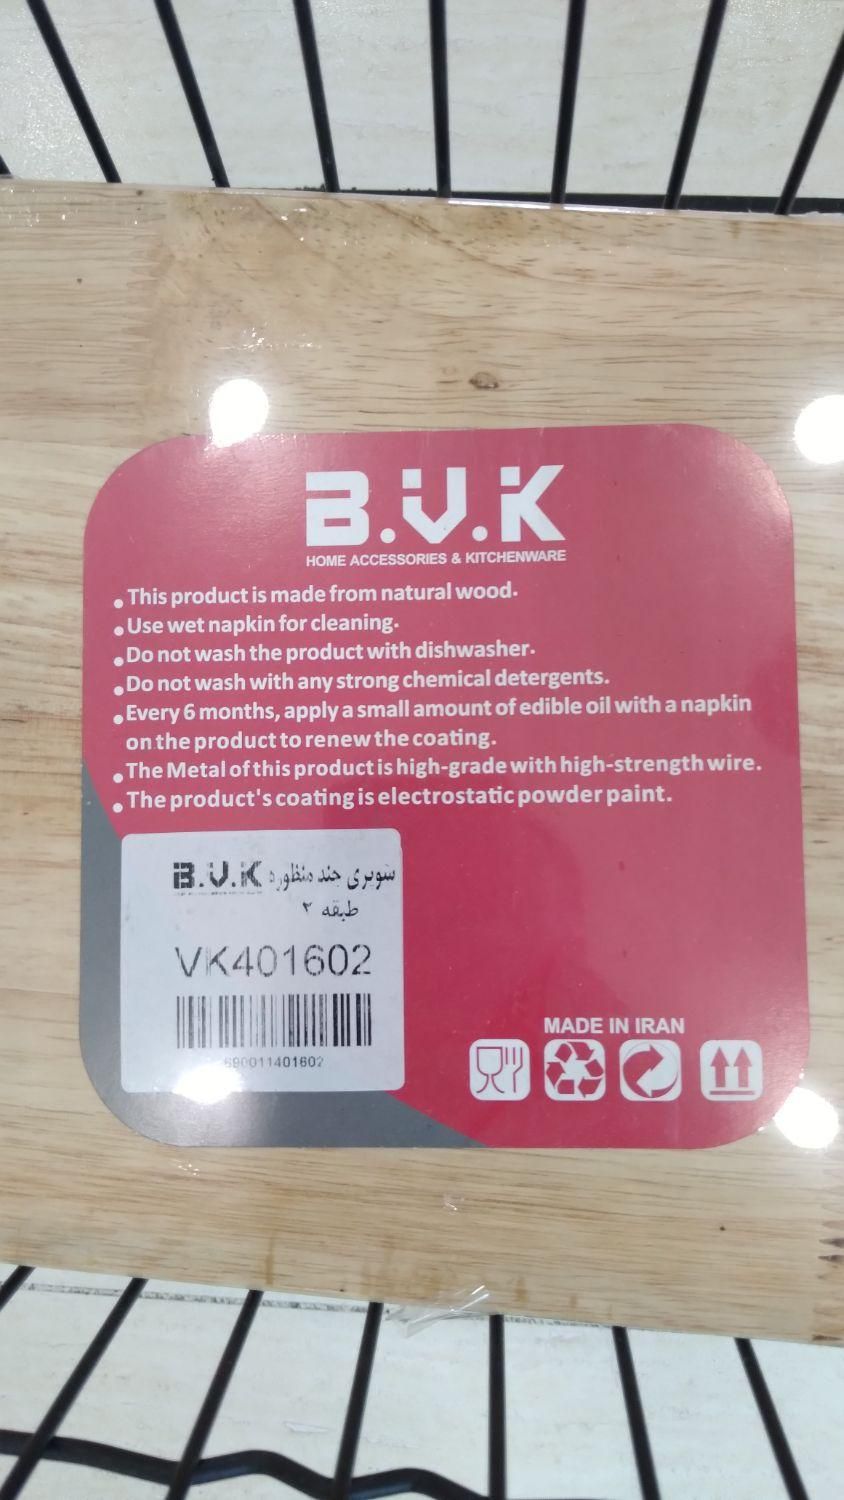 B.V.K
HOME ACCESSORIES & KITCHENWARE
• This product is made from natural wood.
• Use wet napkin for cleaning.
• Do not wash the product with dishwasher.
• Do not wash with any strong chemical detergents.
• Every 6 months, apply a small amount of edible oil with a napkin
on the product to renew the coating.
• The Metal of this product is high-grade with high-strength wire.
• The product's coating is electrostatic powder paint.
سوپری چند منظوره B.V.K
طبقه ۲
VK401602
690011401602
MADE IN IRAN